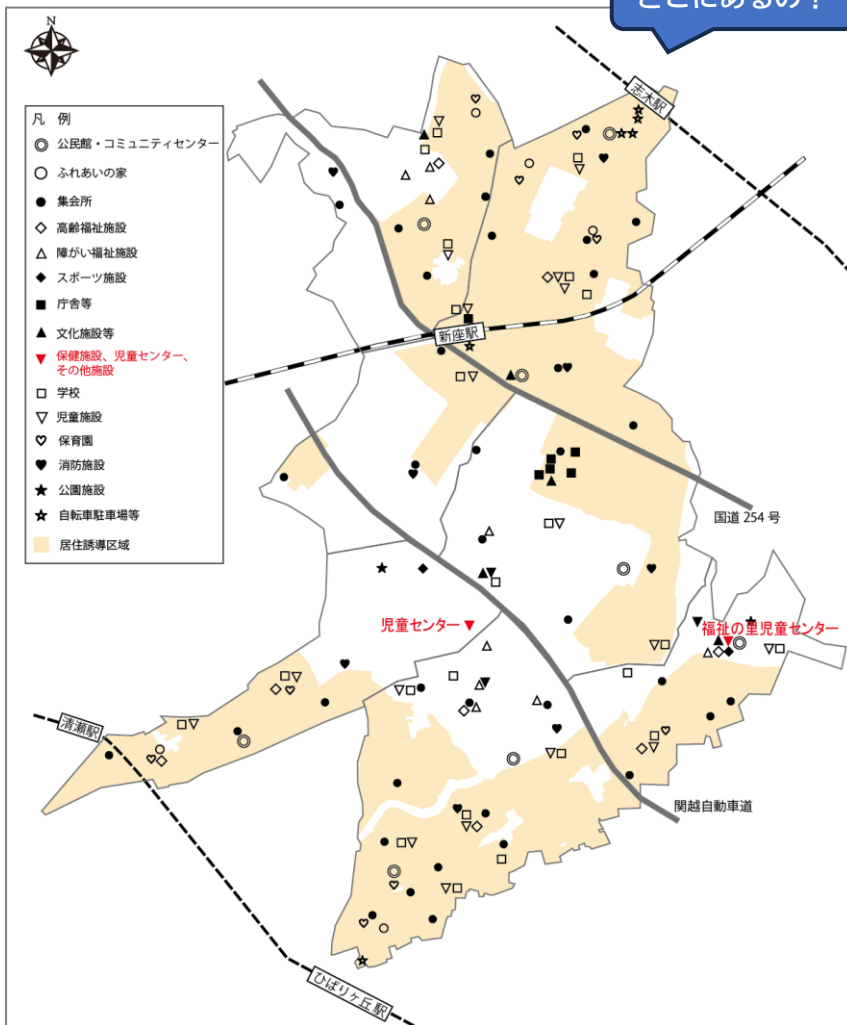 ここにあるの！
N
凡 例
公民館・コミュニティセンター
ふれあいの家
集会所
高齢福祉施設
障がい福祉施設
スポーツ施設
庁舎等
文化施設等
保健施設、児童センター、
その他施設
学校
児童施設
保育園
消防施設
公園施設
自転車駐車場等
居住誘導区域
志木駅
新座駅
国道 254 号
児童センター
福祉の里児童センター
清瀬駅
関越自動車道
ひばりヶ丘駅